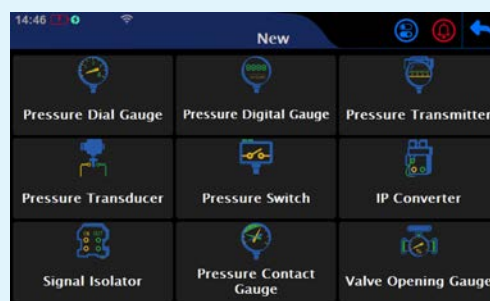 14:46
New
Pressure Dial Gauge
Pressure Digital Gauge
Pressure Transmitter
Pressure Transducer
Pressure Switch
IP Converter
Signal Isolator
Pressure Contact
Gauge
Valve Opening Gauge